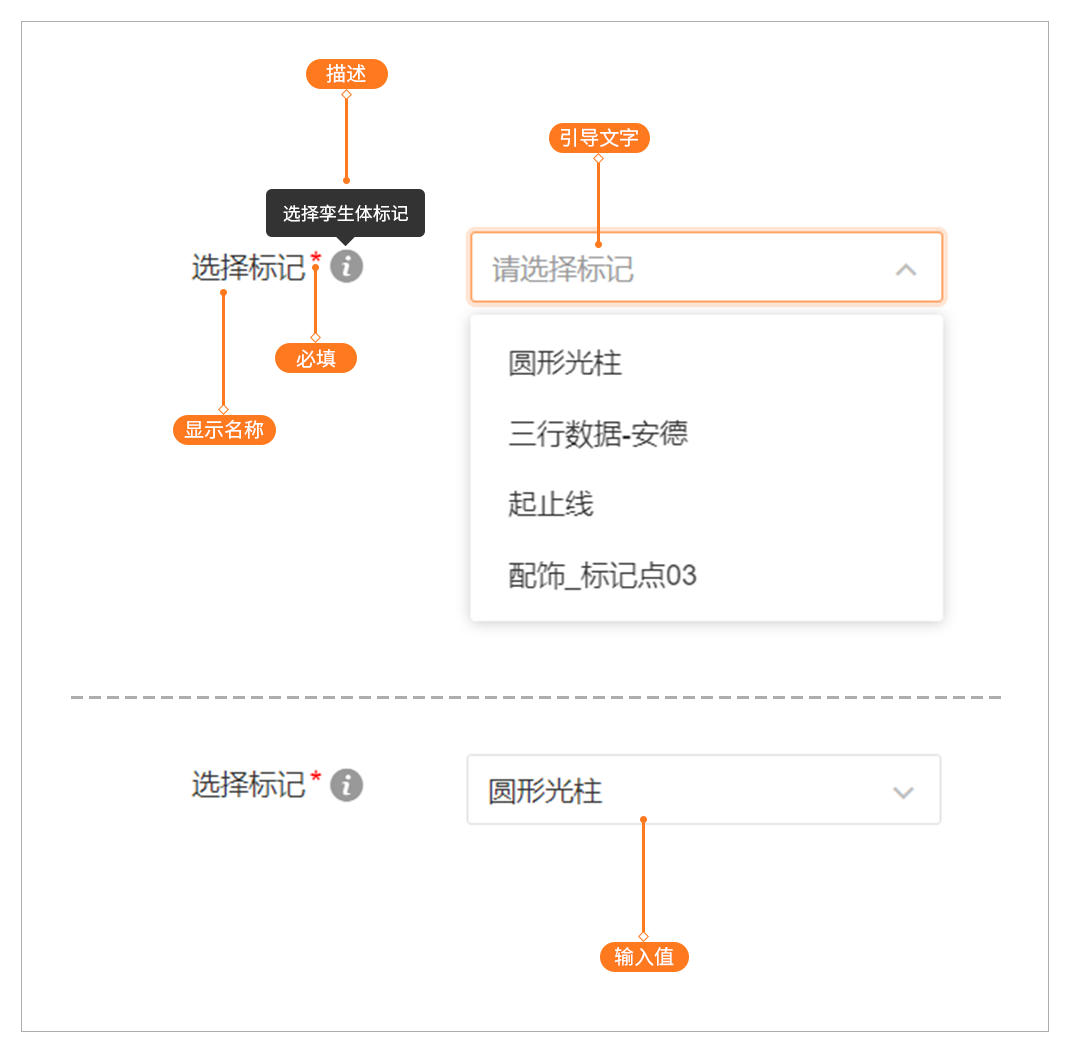 描述
引导文字
选择孪生体标记
选择标记* i
请选择标记
必填
圆形光柱
显示名称
三行数据-安德
起止线
配饰_标记点03
选择标记* i
圆形光柱
输入值